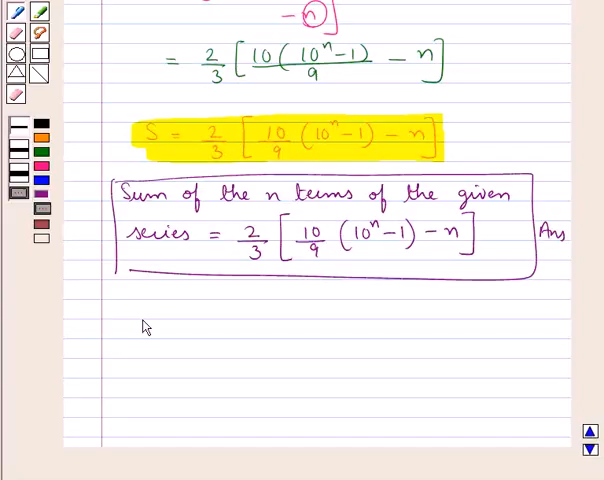 - n]
= 2/3 [10(10ⁿ-1)/9 - n]
S = 2/3 [10/9 (10ⁿ-1) - n]
Sum of the n terms of the given
series = 2/3 [10/9 (10ⁿ-1) - n] Ans